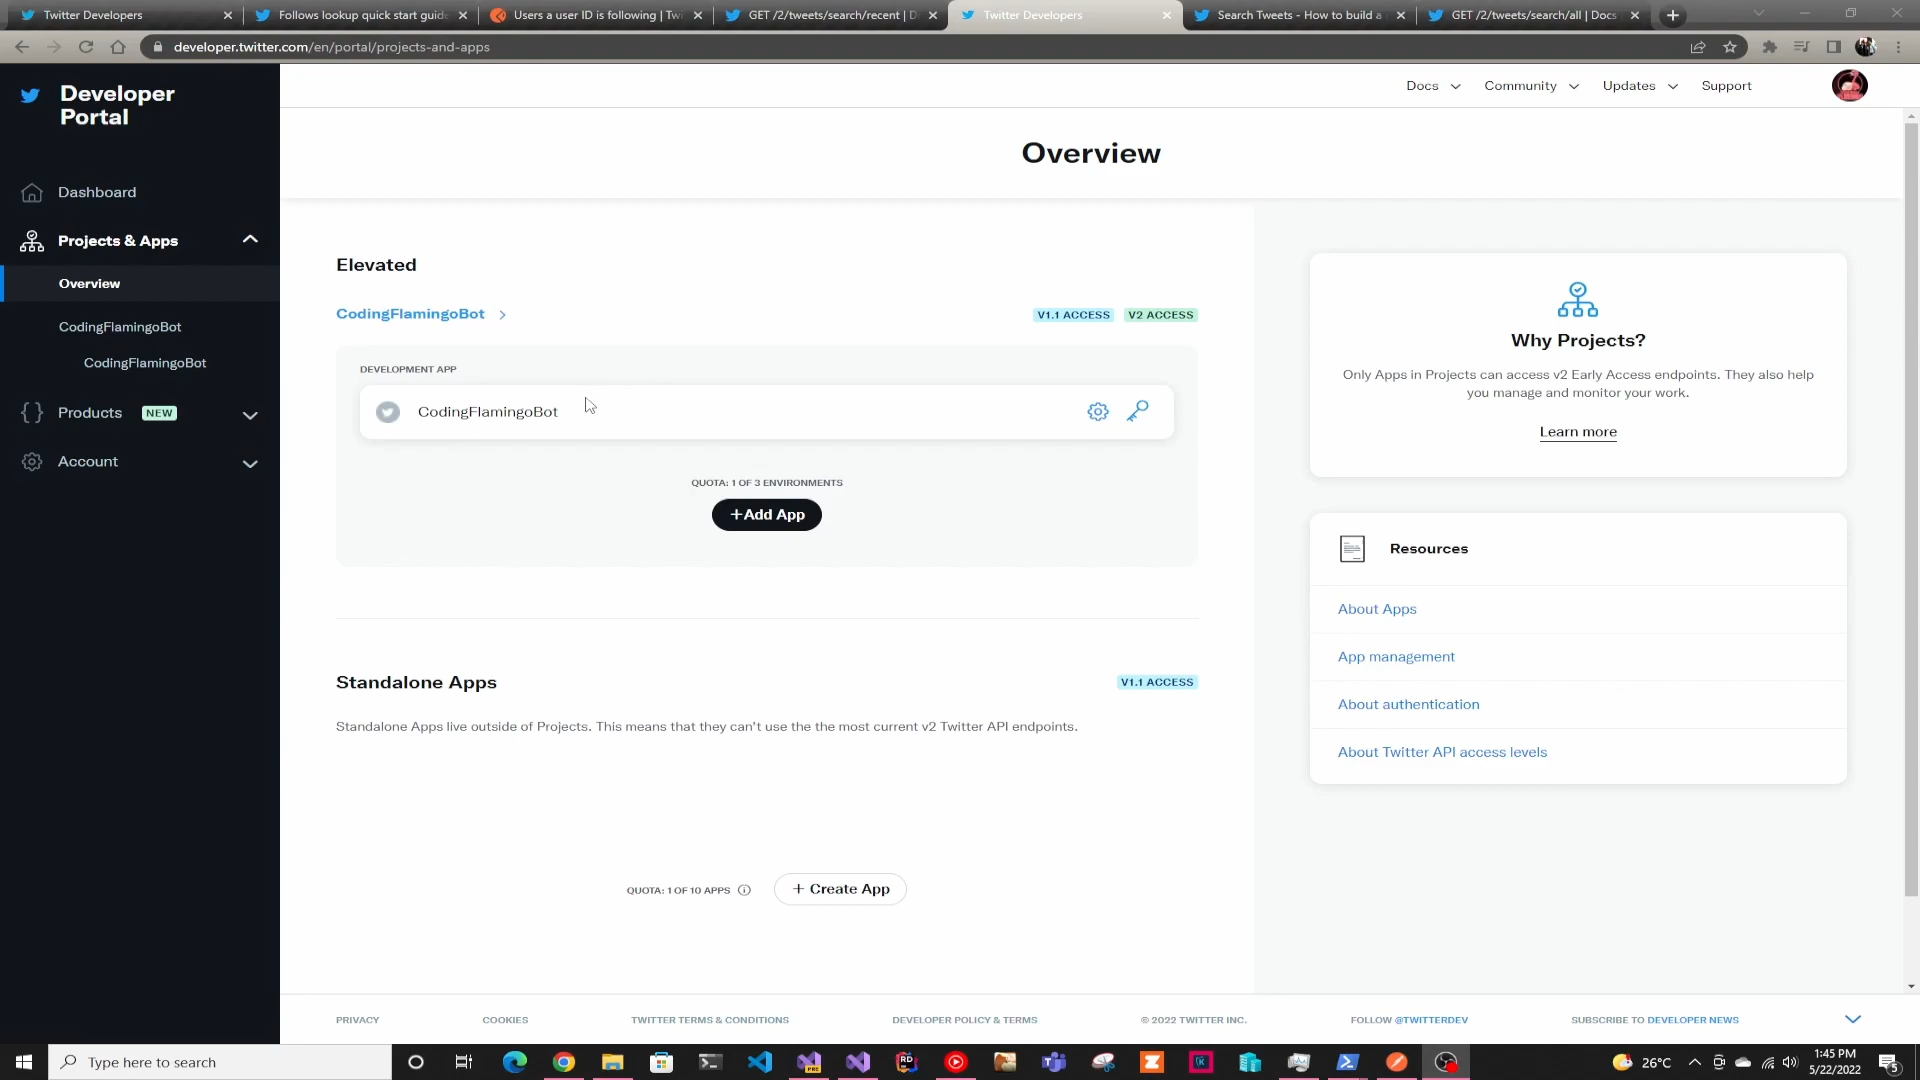 Twitter Developers
Follows lookup quick start guid
Users a user ID is following | Tw
GET /2/tweets/search/recent | D
Twitter Developers
Search Tweets - How to build a
GET /2/tweets/search/all | Docs
developer.twitter.com/en/portal/projects-and-apps
Developer
Portal
Docs
Community
Updates
Support
Overview
Dashboard
Projects & Apps
Overview
CodingFlamingoBot
CodingFlamingoBot
Products NEW
Account
Elevated
CodingFlamingoBot
V1.1 ACCESS
V2 ACCESS
DEVELOPMENT APP
CodingFlamingoBot
QUOTA: 1 OF 3 ENVIRONMENTS
+Add App
Standalone Apps
V1.1 ACCESS
Standalone Apps live outside of Projects. This means that they can't use the the most current v2 Twitter API endpoints.
QUOTA: 1 OF 10 APPS
+ Create App
Why Projects?
Only Apps in Projects can access v2 Early Access endpoints. They also help
you manage and monitor your work.
Learn more
Resources
About Apps
App management
About authentication
About Twitter API access levels
PRIVACY
COOKIES
TWITTER TERMS & CONDITIONS
DEVELOPER POLICY & TERMS
© 2022 TWITTER INC.
FOLLOW @TWITTERDEV
SUBSCRIBE TO DEVELOPER NEWS
Type here to search
26°C
1:45 PM
5/22/2022
5